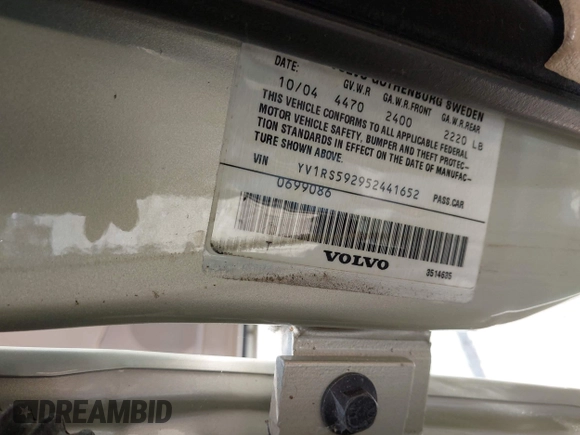 GOTHENBURG SWEDEN
DATE: G.V.W.R GA.W.R.FRONT GA.W.R.REAR
10/04 4470 2400 2220 LB
THIS VEHICLE CONFORMS TO ALL APPLICABLE FEDERAL
MOTOR VEHICLE SAFETY, BUMPER AND THEFT PROTEC-
TION STANDARDS IN EFFECT ON THE DATE OF MANUFAC-
TURE SHOWN ABOVE.
VIN YV1RS592952441652 PASS.CAR
0699086
T
VOLVO
3514635
DREAMBID